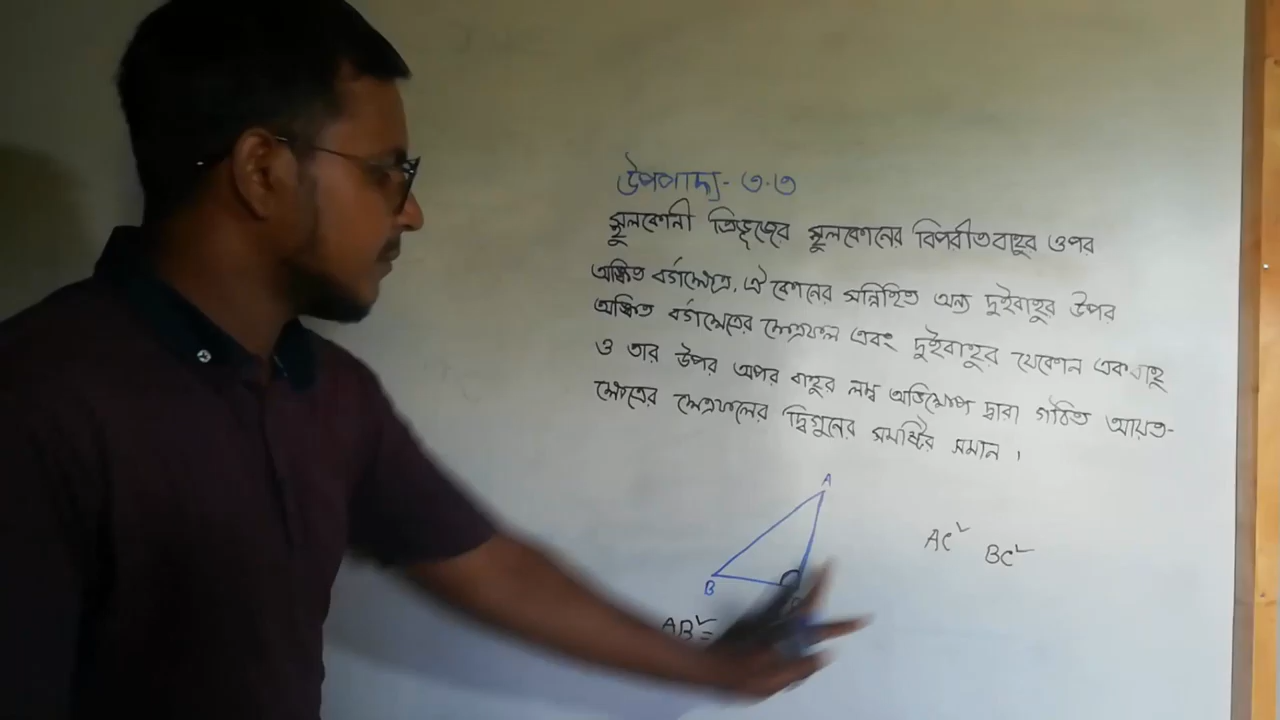 উপপাদ্য- ৩.৩
স্থুলকোনী ত্রিভূজের স্থুলকোনের বিপরীতবাহুর ওপর
অঙ্কিত বর্গক্ষেত্র, ঐ কোনের সন্নিহিত অন্য দুইবাহুর উপর
অঙ্কিত বর্গক্ষেত্রের ক্ষেত্রফল এবং দুইবাহুর যেকোন একবাহু
ও তার উপর অপর বাহুর লম্ব অভিক্ষেপ দ্বারা গঠিত আয়ত-
ক্ষেত্রের ক্ষেত্রফলের দ্বিগুনের সমষ্টির সমান ।
A
AC² BC²
B
AB² =